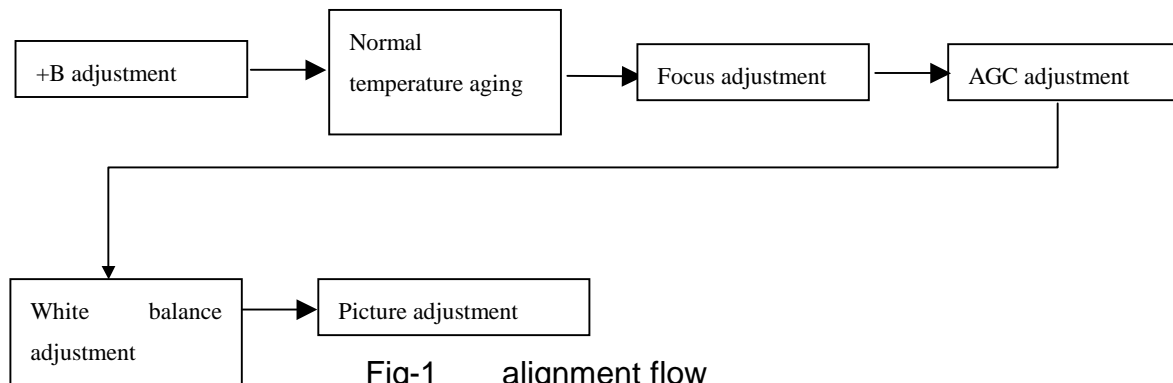 +B adjustment
Normal
temperature aging
Focus adjustment
AGC adjustment
White balance
adjustment
Picture adjustment
Fig-1 alignment flow